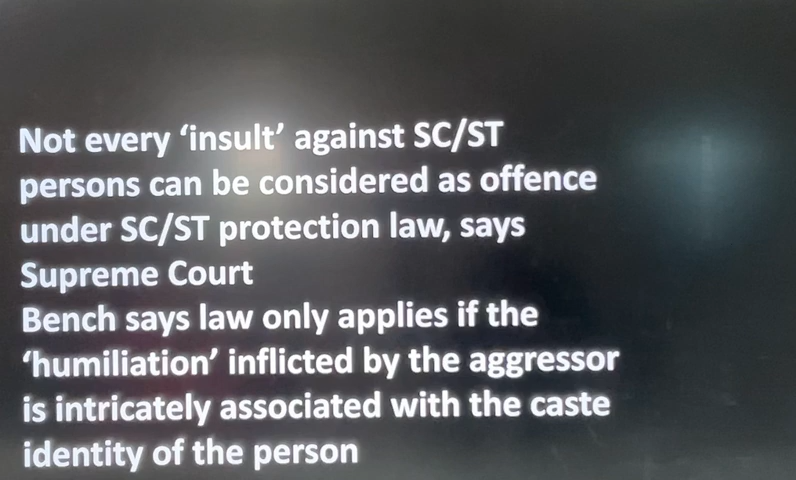 Not every ‘insult’ against SC/ST
persons can be considered as offence
under SC/ST protection law, says
Supreme Court
Bench says law only applies if the
‘humiliation’ inflicted by the aggressor
is intricately associated with the caste
identity of the person